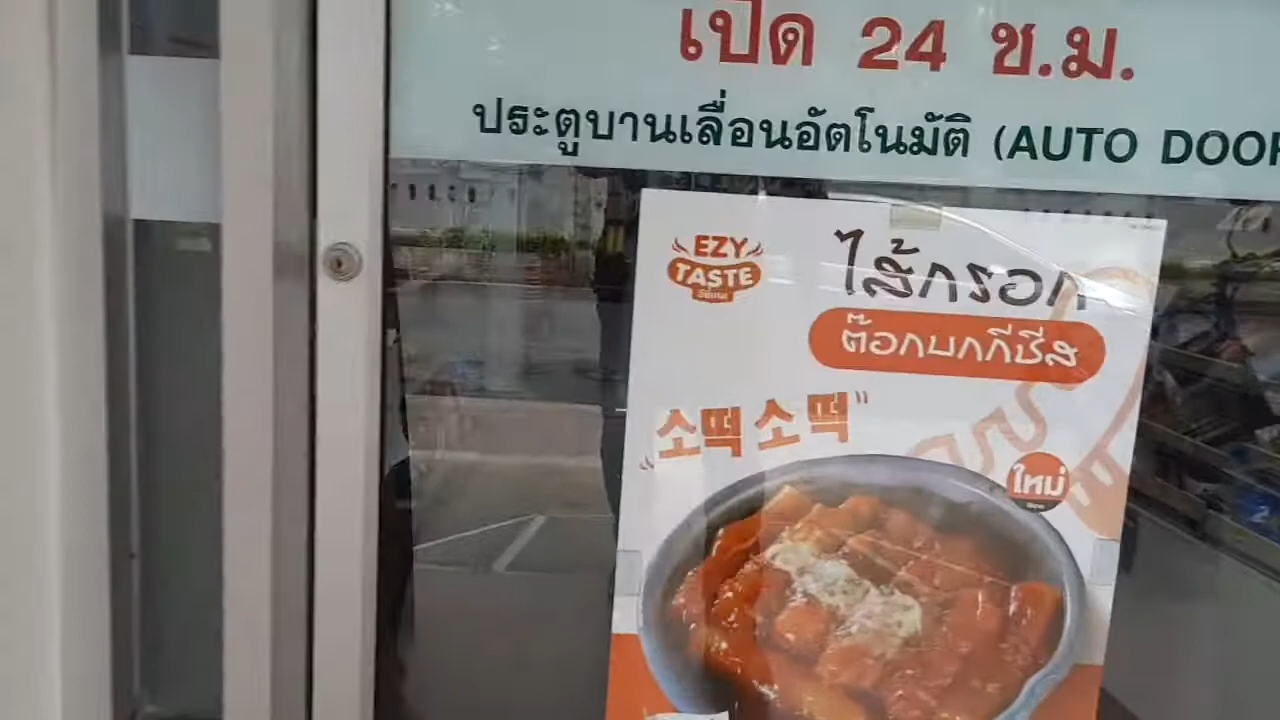 เปิด 24 ช.ม.
ประตูบานเลื่อนอัตโนมัติ (AUTO DOOR
EZY
TASTE
ไส้กรอก
ต๊อกบกกีชีส
"소떡소떡"
ใหม่